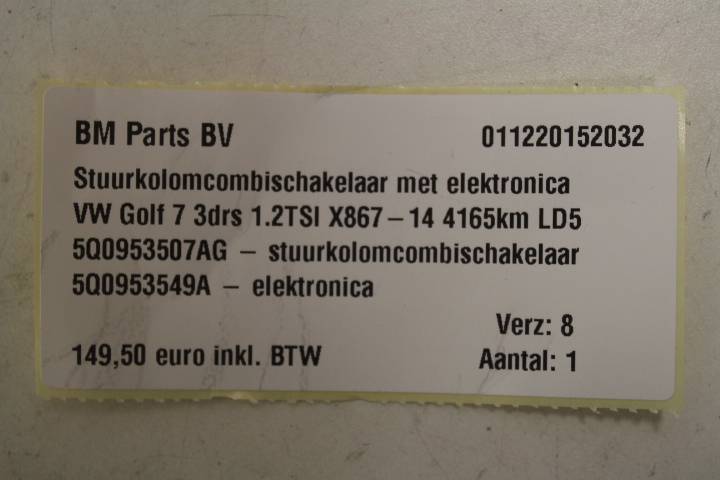 BM Parts BV 011220152032
Stuurkolomcombischakelaar met elektronica
VW Golf 7 3drs 1.2TSI X867 – 14 4165km LD5
5Q0953507AG – stuurkolomcombischakelaar
5Q0953549A – elektronica
Verz: 8
149,50 euro inkl. BTW Aantal: 1